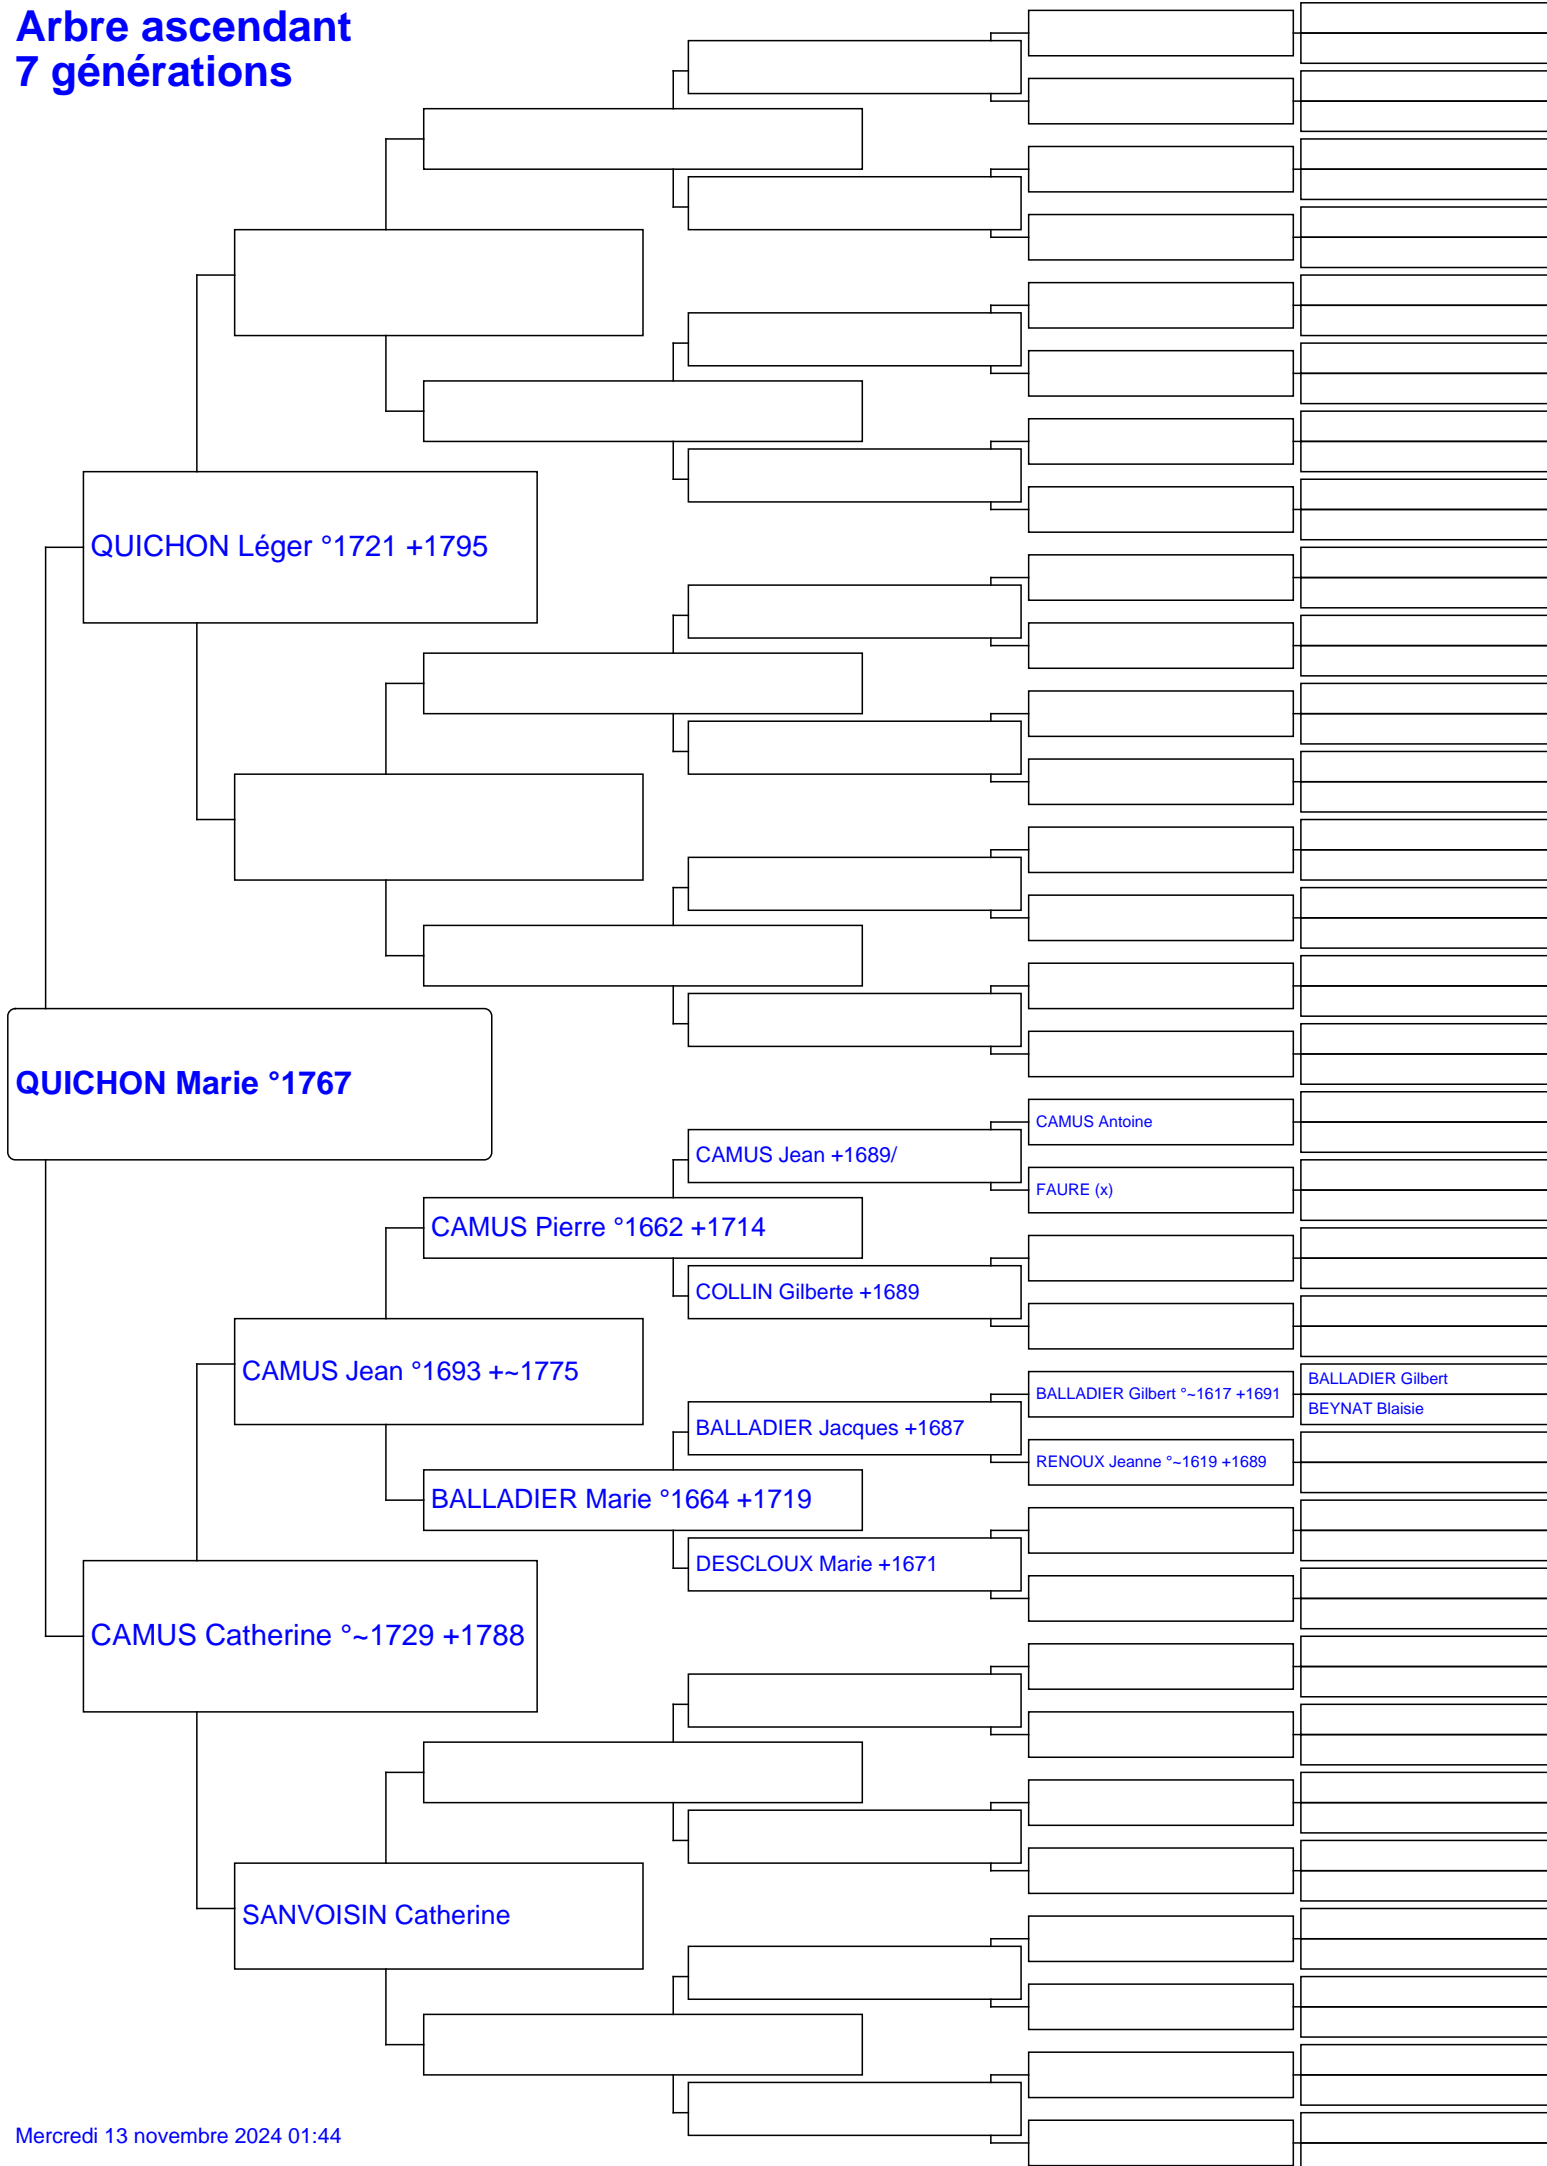 Arbre ascendant
7 générations
QUICHON Léger °1721 +1795
QUICHON Marie °1767
CAMUS Antoine
CAMUS Jean +1689/
FAURE (x)
CAMUS Pierre °1662 +1714
COLLIN Gilberte +1689
CAMUS Jean °1693 +~1775
BALLADIER Gilbert
BALLADIER Gilbert °~1617 +1691
BEYNAT Blaisie
BALLADIER Jacques +1687
RENOUX Jeanne °~1619 +1689
BALLADIER Marie °1664 +1719
DESCLOUX Marie +1671
CAMUS Catherine °~1729 +1788
SANVOISIN Catherine
Mercredi 13 novembre 2024 01:44